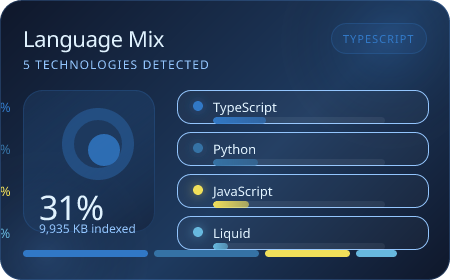 Language Mix
TYPESCRIPT
5 TECHNOLOGIES DETECTED
% TypeScript
% Python
% JavaScript
31%
9,935 KB indexed
% Liquid